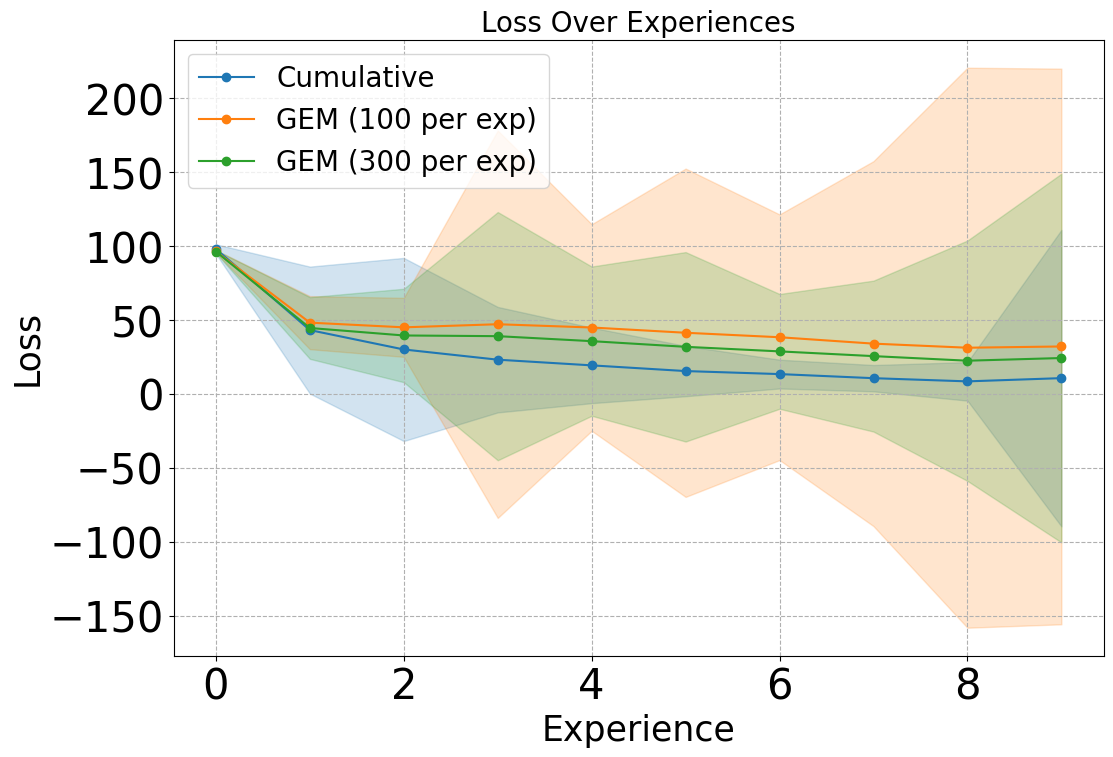 Loss Over Experiences
Cumulative
GEM (100 per exp)
GEM (300 per exp)
200
150
100
50
0
−50
−100
−150
Loss
0 2 4 6 8
Experience